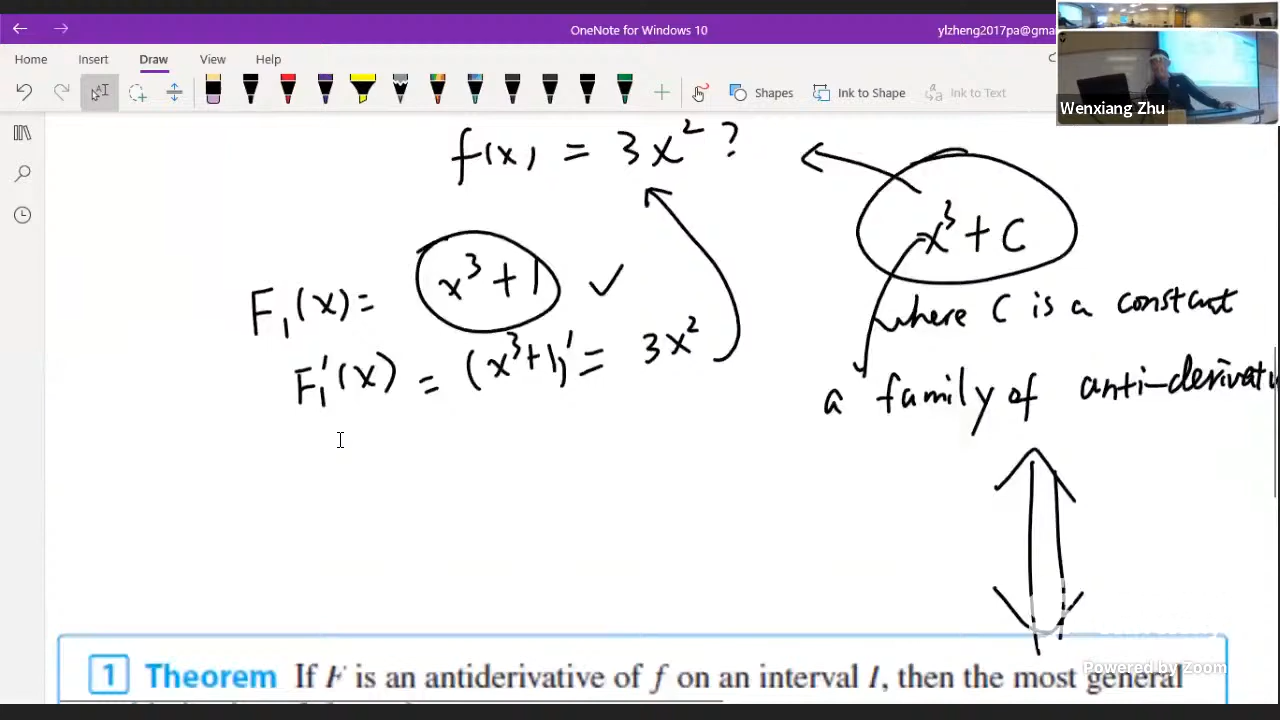 OneNote for Windows 10
ylzheng2017pa@gma
Home Insert Draw View Help
Shapes Ink to Shape Ink to Text
Wenxiang Zhu
f(x) = 3x² ?
x³ + C
F₁(x) = x³ + 1 ✓
where C is a constant
F₁'(x) = (x³+1)' = 3x²
a family of anti-derivati
1 Theorem If F is an antiderivative of f on an interval I, then the most general
Powered by Zoom